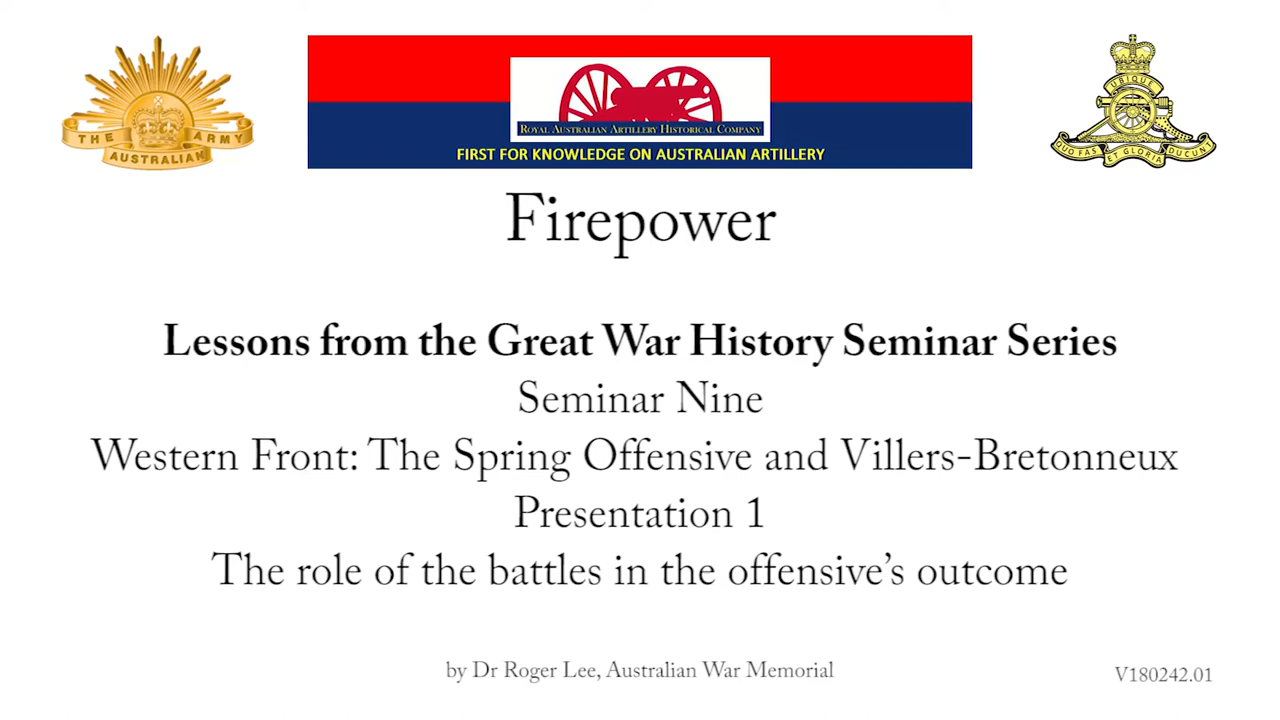 THE ARMY
AUSTRALIAN
ROYAL AUSTRALIAN ARTILLERY HISTORICAL COMPANY
FIRST FOR KNOWLEDGE ON AUSTRALIAN ARTILLERY
UBIQUE
QUO FAS ET GLORIA DUCUNT
Firepower
Lessons from the Great War History Seminar Series
Seminar Nine
Western Front: The Spring Offensive and Villers-Bretonneux
Presentation 1
The role of the battles in the offensive’s outcome
by Dr Roger Lee, Australian War Memorial
V180242.01